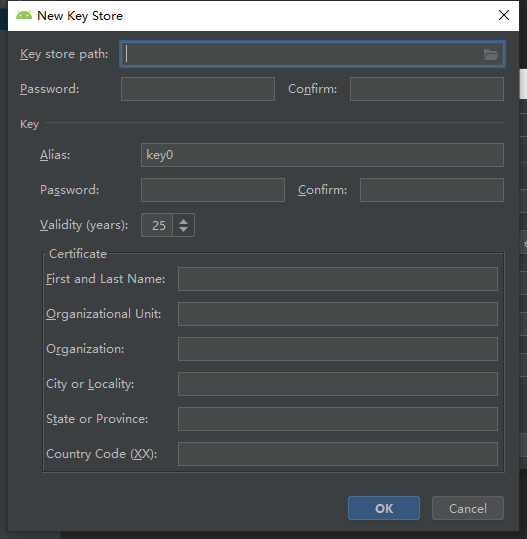 New Key Store
Key store path:
Password: Confirm:
Key
Alias: key0
Password: Confirm:
Validity (years): 25
Certificate
First and Last Name:
Organizational Unit:
Organization:
City or Locality:
State or Province:
Country Code (XX):
OK Cancel